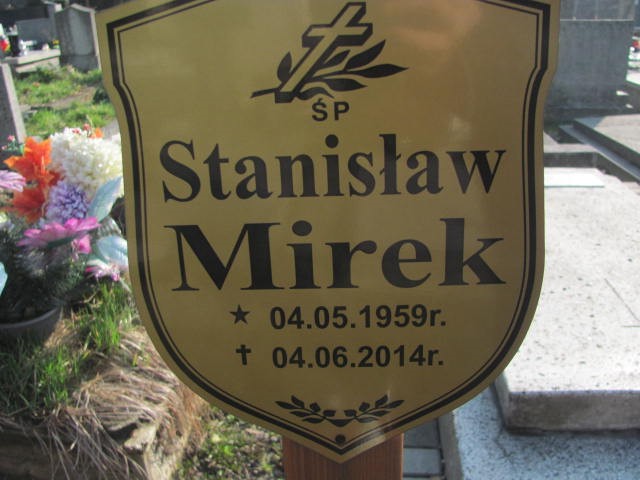 ŚP
Stanisław
Mirek
★ 04.05.1959r.
✝ 04.06.2014r.